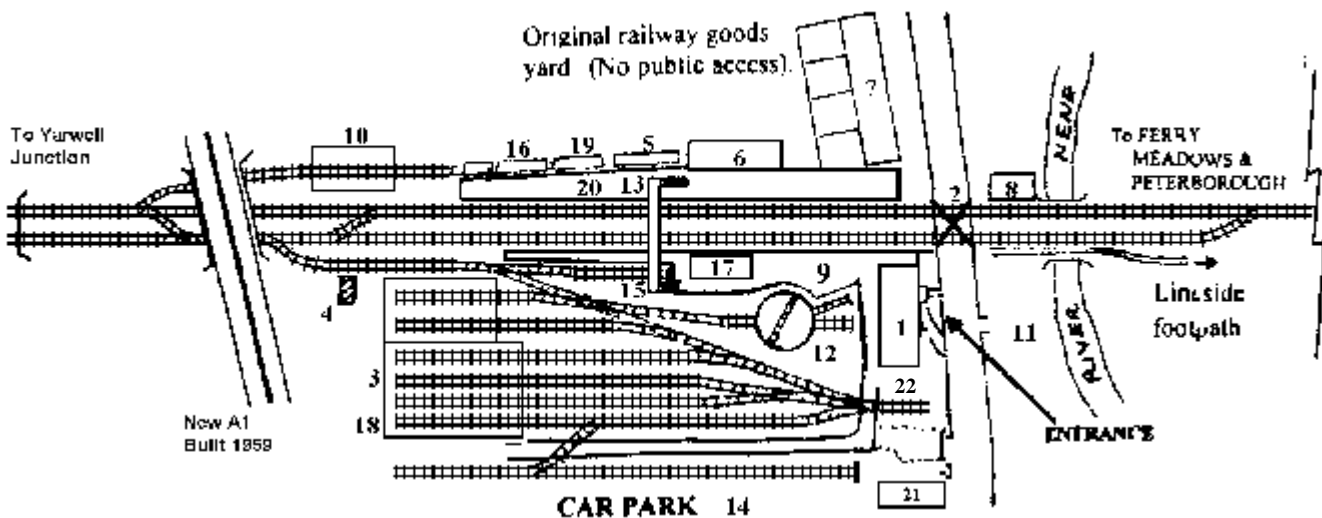 Original railway goods
yard (No public access).
7
To Yarwell
Junction
10
16
19
5
6
NENE
To FERRY
MEADOWS &
PETERBOROUGH
20
13
2
8
17
9
15
4
Lineside
footpath
1
11
12
RIVER
3
22
18
New A1
Built 1959
ENTRANCE
21
CAR PARK 14